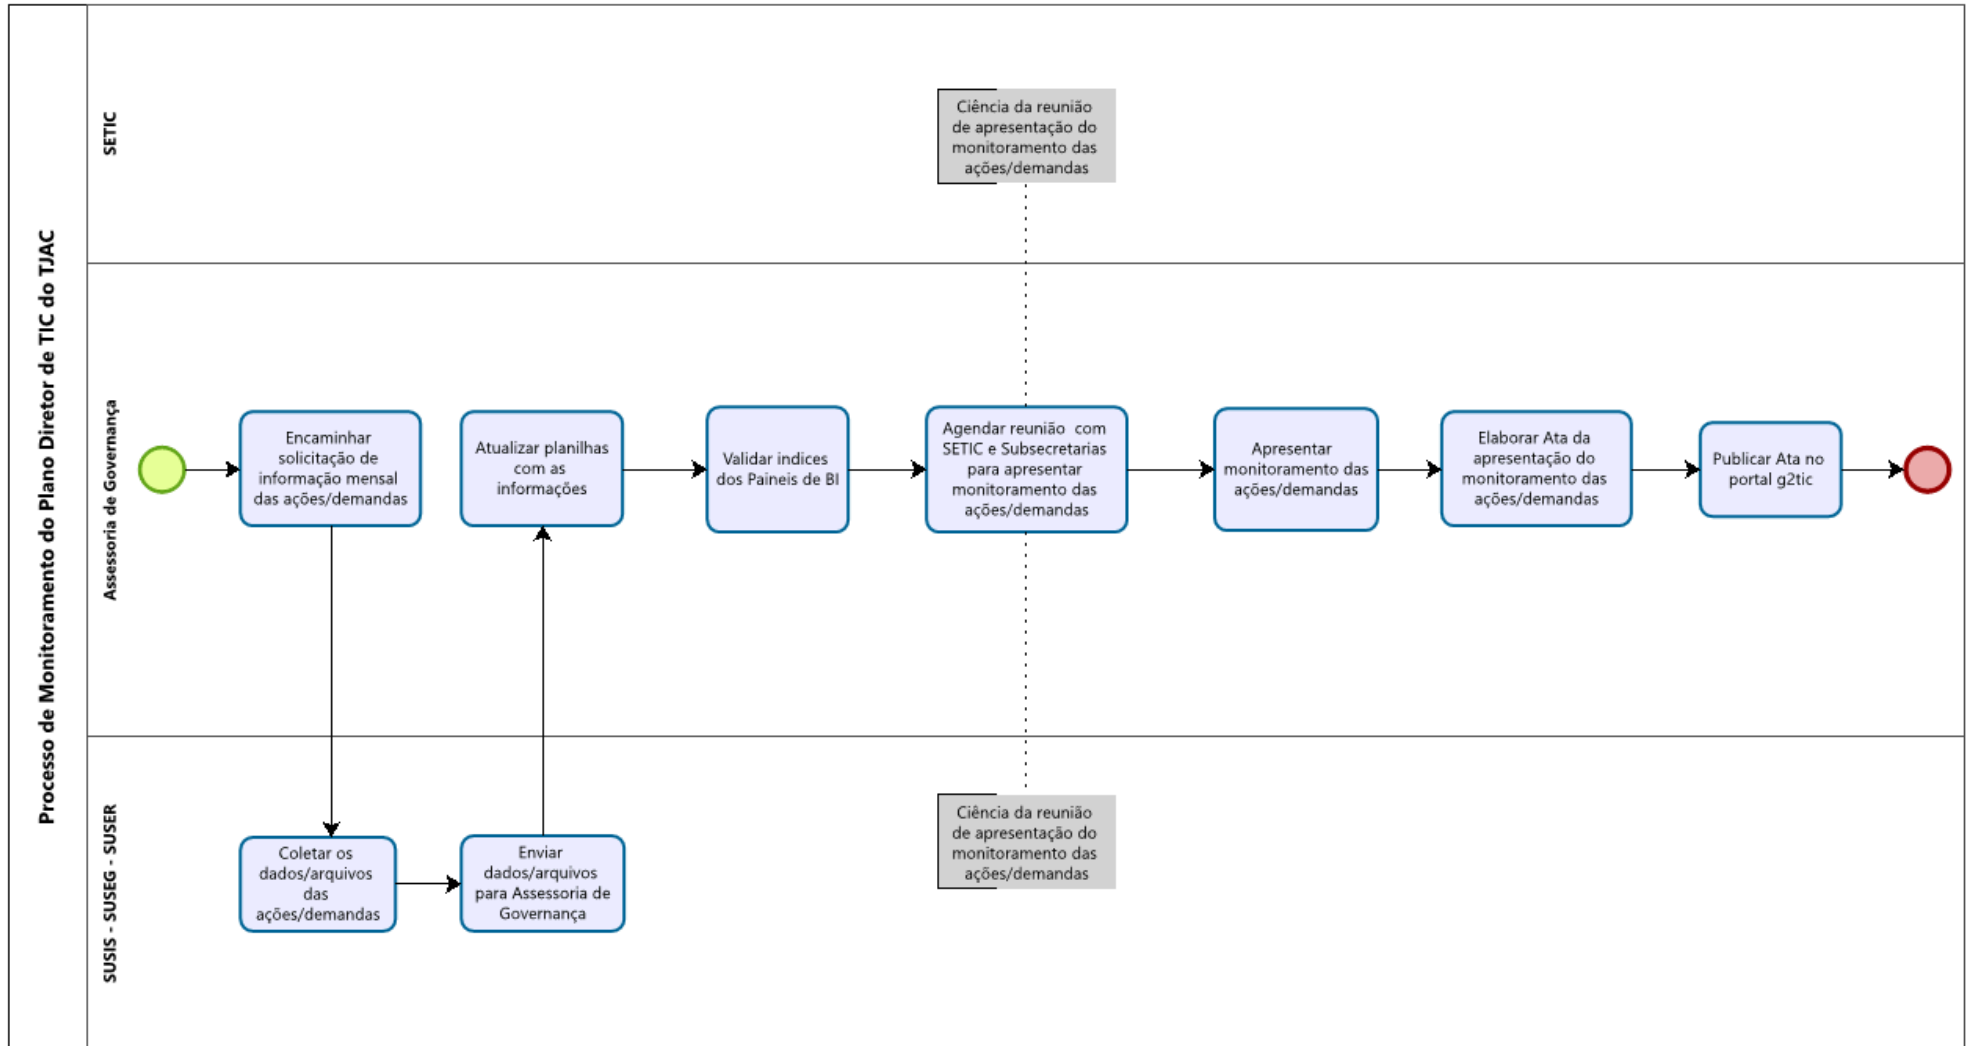 Processo de Monitoramento do Plano Diretor de TIC do TJAC
SETIC
Ciência da reunião
de apresentação do
monitoramento das
ações/demandas
Assessoria de Governança
Encaminhar
solicitação de
informação mensal
das ações/demandas
Atualizar planilhas
com as
informações
Validar indices
dos Paineis de BI
Agendar reunião  com
SETIC e Subsecretarias
para apresentar
monitoramento das
ações/demandas
Apresentar
monitoramento das
ações/demandas
Elaborar Ata da
apresentação do
monitoramento das
ações/demandas
Publicar Ata no
portal g2tic
SUSIS - SUSEG - SUSER
Coletar os
dados/arquivos
das
ações/demandas
Enviar
dados/arquivos
para Assessoria de
Governança
Ciência da reunião
de apresentação do
monitoramento das
ações/demandas